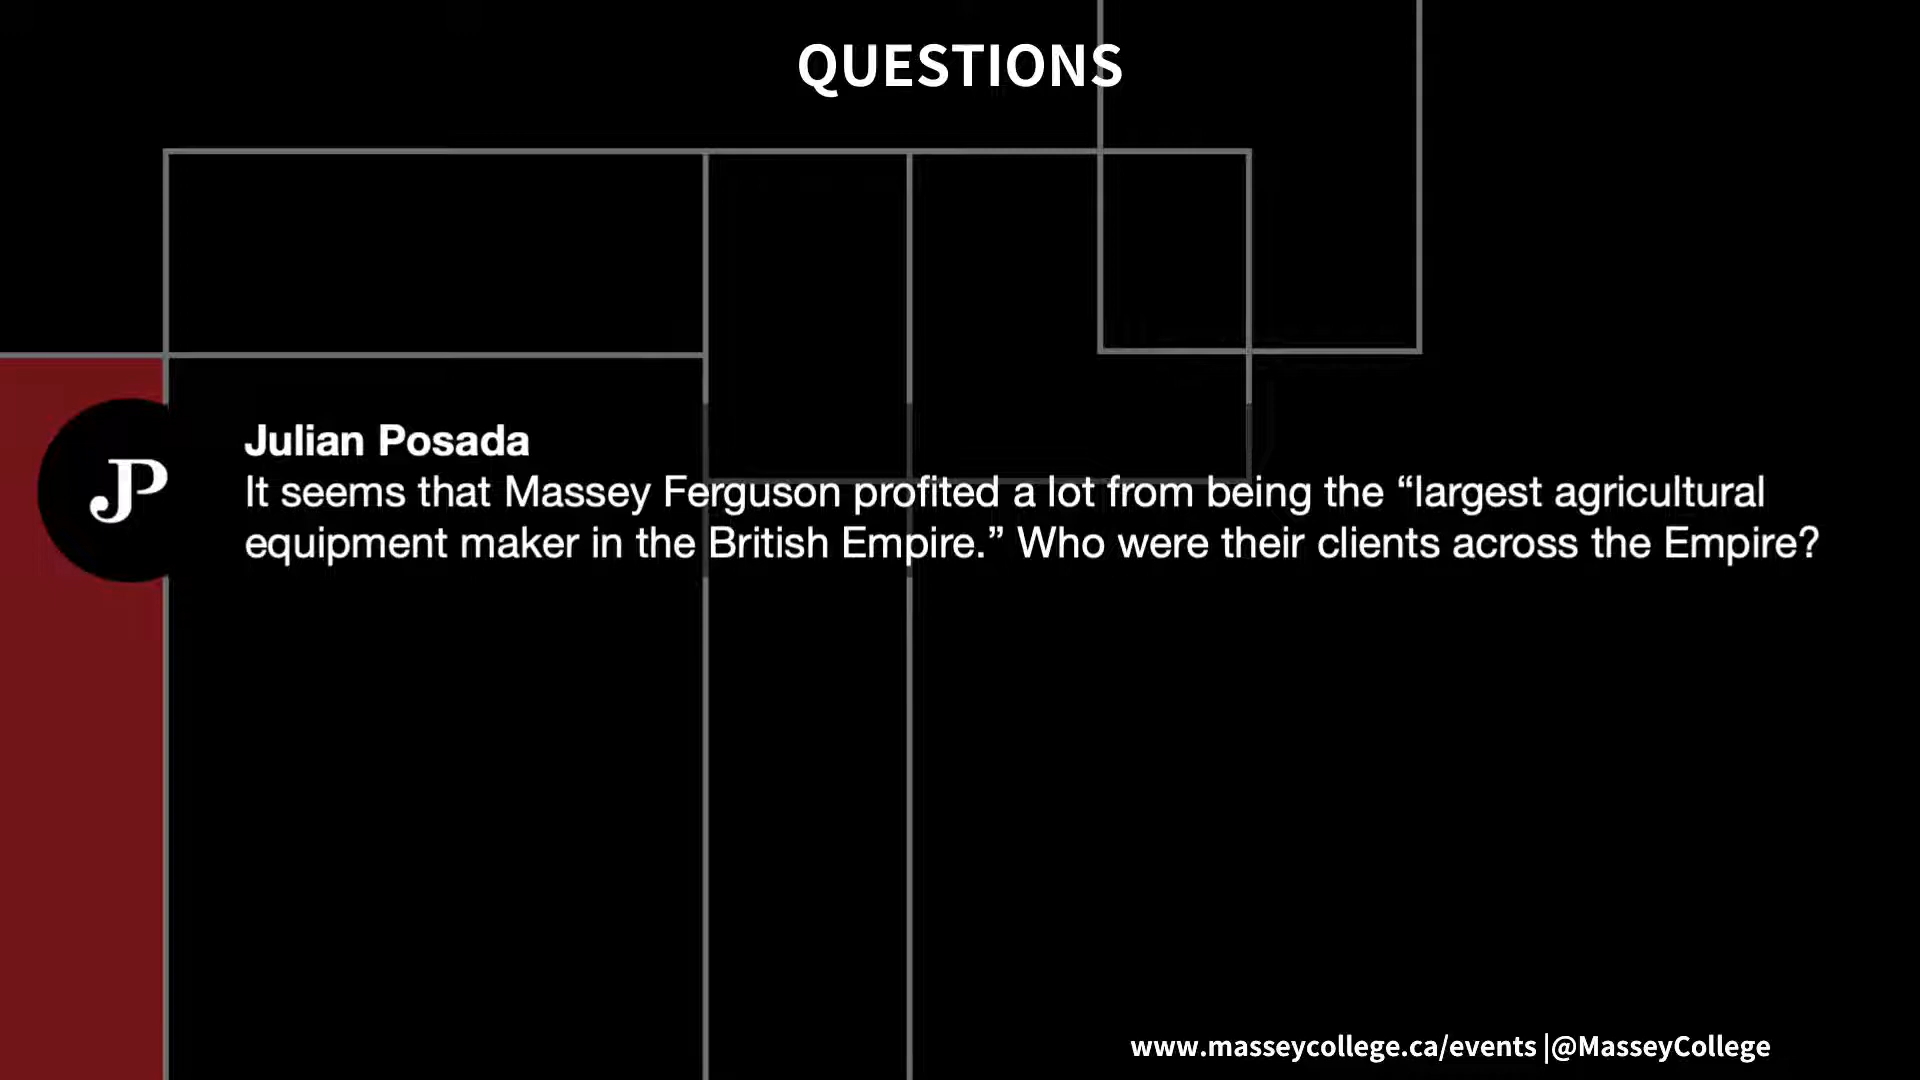 QUESTIONS
JP
Julian Posada
It seems that Massey Ferguson profited a lot from being the “largest agricultural
equipment maker in the British Empire.” Who were their clients across the Empire?
www.masseycollege.ca/events |@MasseyCollege